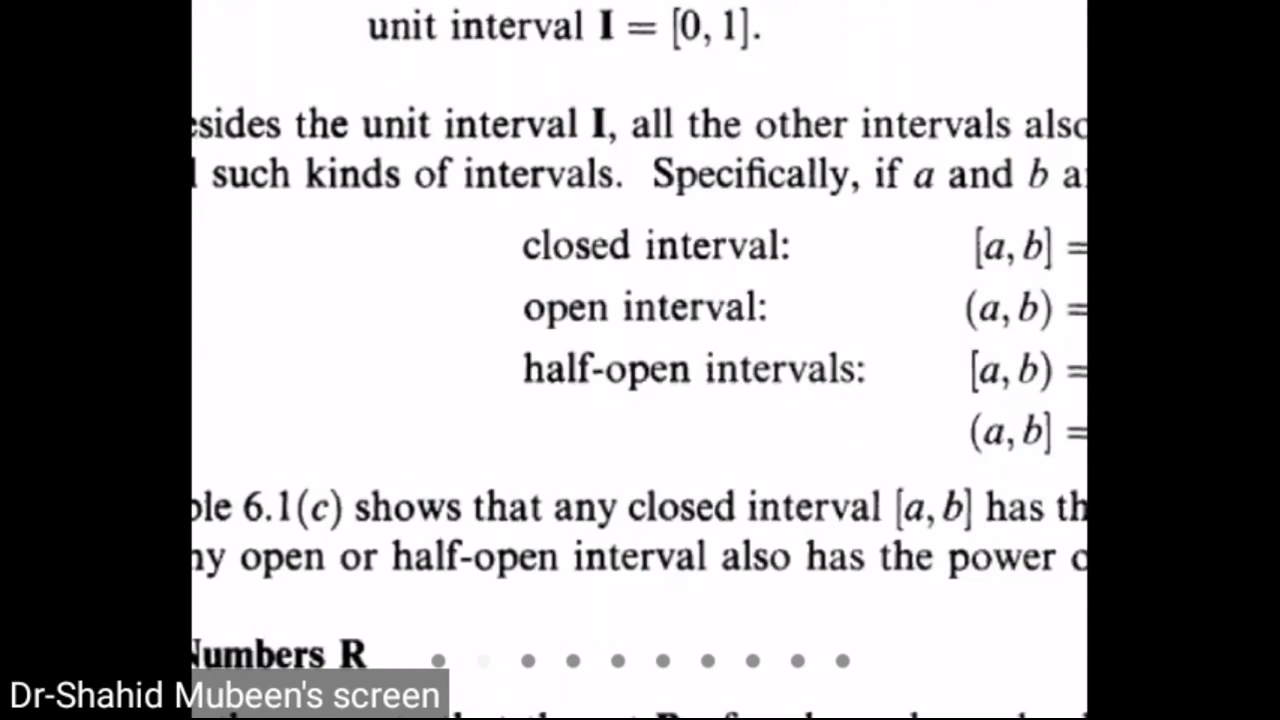 unit interval I = [0, 1].
sides the unit interval I, all the other intervals also
such kinds of intervals. Specifically, if a and b a
closed interval: [a, b] =
open interval: (a, b) =
half-open intervals: [a, b) =
(a, b] =
ple 6.1(c) shows that any closed interval [a, b] has th
ny open or half-open interval also has the power o
Numbers R
Dr-Shahid Mubeen's screen